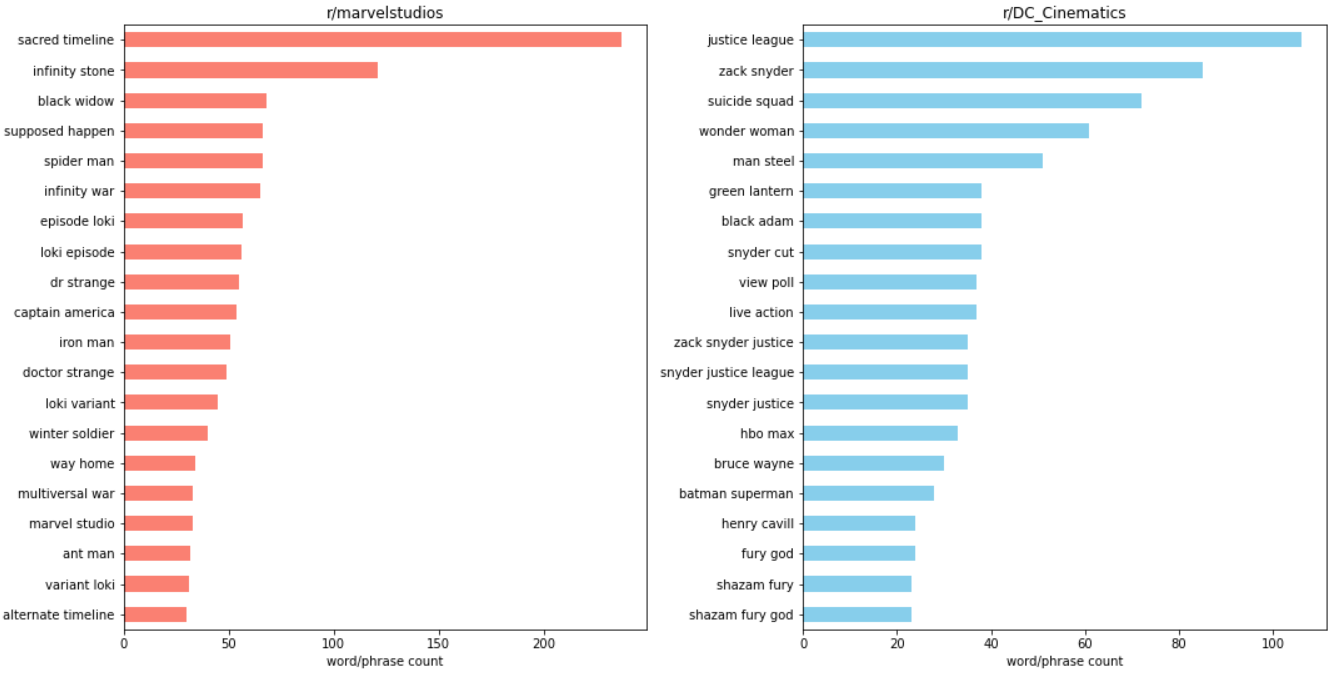 r/marvelstudios
sacred timeline
infinity stone
black widow
supposed happen
spider man
infinity war
episode loki
loki episode
dr strange
captain america
iron man
doctor strange
loki variant
winter soldier
way home
multiversal war
marvel studio
ant man
variant loki
alternate timeline
0 50 100 150 200
word/phrase count
r/DC_Cinematics
justice league
zack snyder
suicide squad
wonder woman
man steel
green lantern
black adam
snyder cut
view poll
live action
zack snyder justice
snyder justice league
snyder justice
hbo max
bruce wayne
batman superman
henry cavill
fury god
shazam fury
shazam fury god
0 20 40 60 80 100
word/phrase count